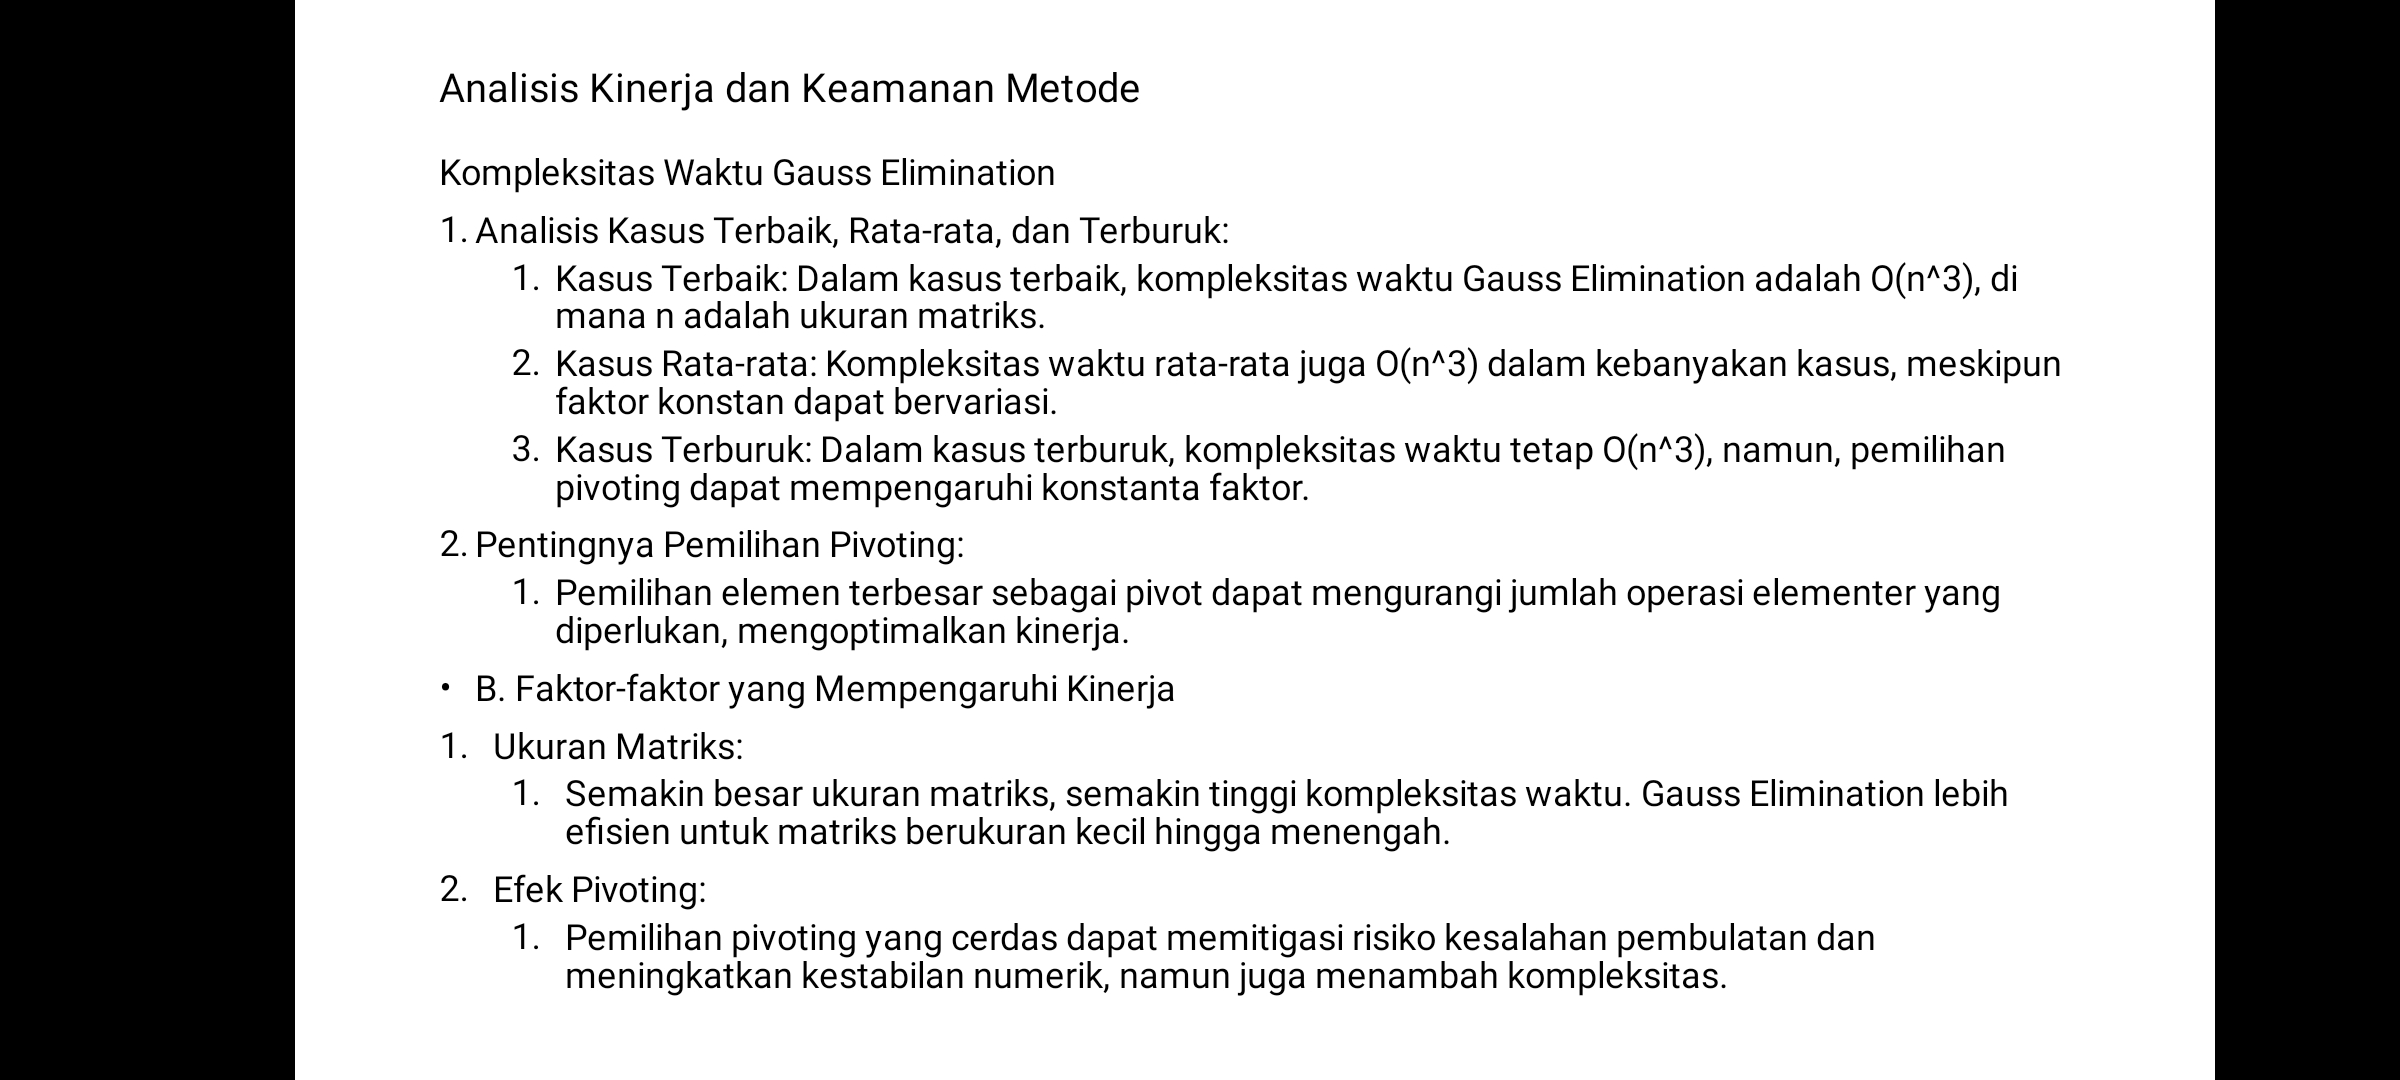 Analisis Kinerja dan Keamanan Metode
Kompleksitas Waktu Gauss Elimination
1. Analisis Kasus Terbaik, Rata-rata, dan Terburuk:
1. Kasus Terbaik: Dalam kasus terbaik, kompleksitas waktu Gauss Elimination adalah O(n^3), di
mana n adalah ukuran matriks.
2. Kasus Rata-rata: Kompleksitas waktu rata-rata juga O(n^3) dalam kebanyakan kasus, meskipun
faktor konstan dapat bervariasi.
3. Kasus Terburuk: Dalam kasus terburuk, kompleksitas waktu tetap O(n^3), namun, pemilihan
pivoting dapat mempengaruhi konstanta faktor.
2. Pentingnya Pemilihan Pivoting:
1. Pemilihan elemen terbesar sebagai pivot dapat mengurangi jumlah operasi elementer yang
diperlukan, mengoptimalkan kinerja.
• B. Faktor-faktor yang Mempengaruhi Kinerja
1. Ukuran Matriks:
1. Semakin besar ukuran matriks, semakin tinggi kompleksitas waktu. Gauss Elimination lebih
efisien untuk matriks berukuran kecil hingga menengah.
2. Efek Pivoting:
1. Pemilihan pivoting yang cerdas dapat memitigasi risiko kesalahan pembulatan dan
meningkatkan kestabilan numerik, namun juga menambah kompleksitas.